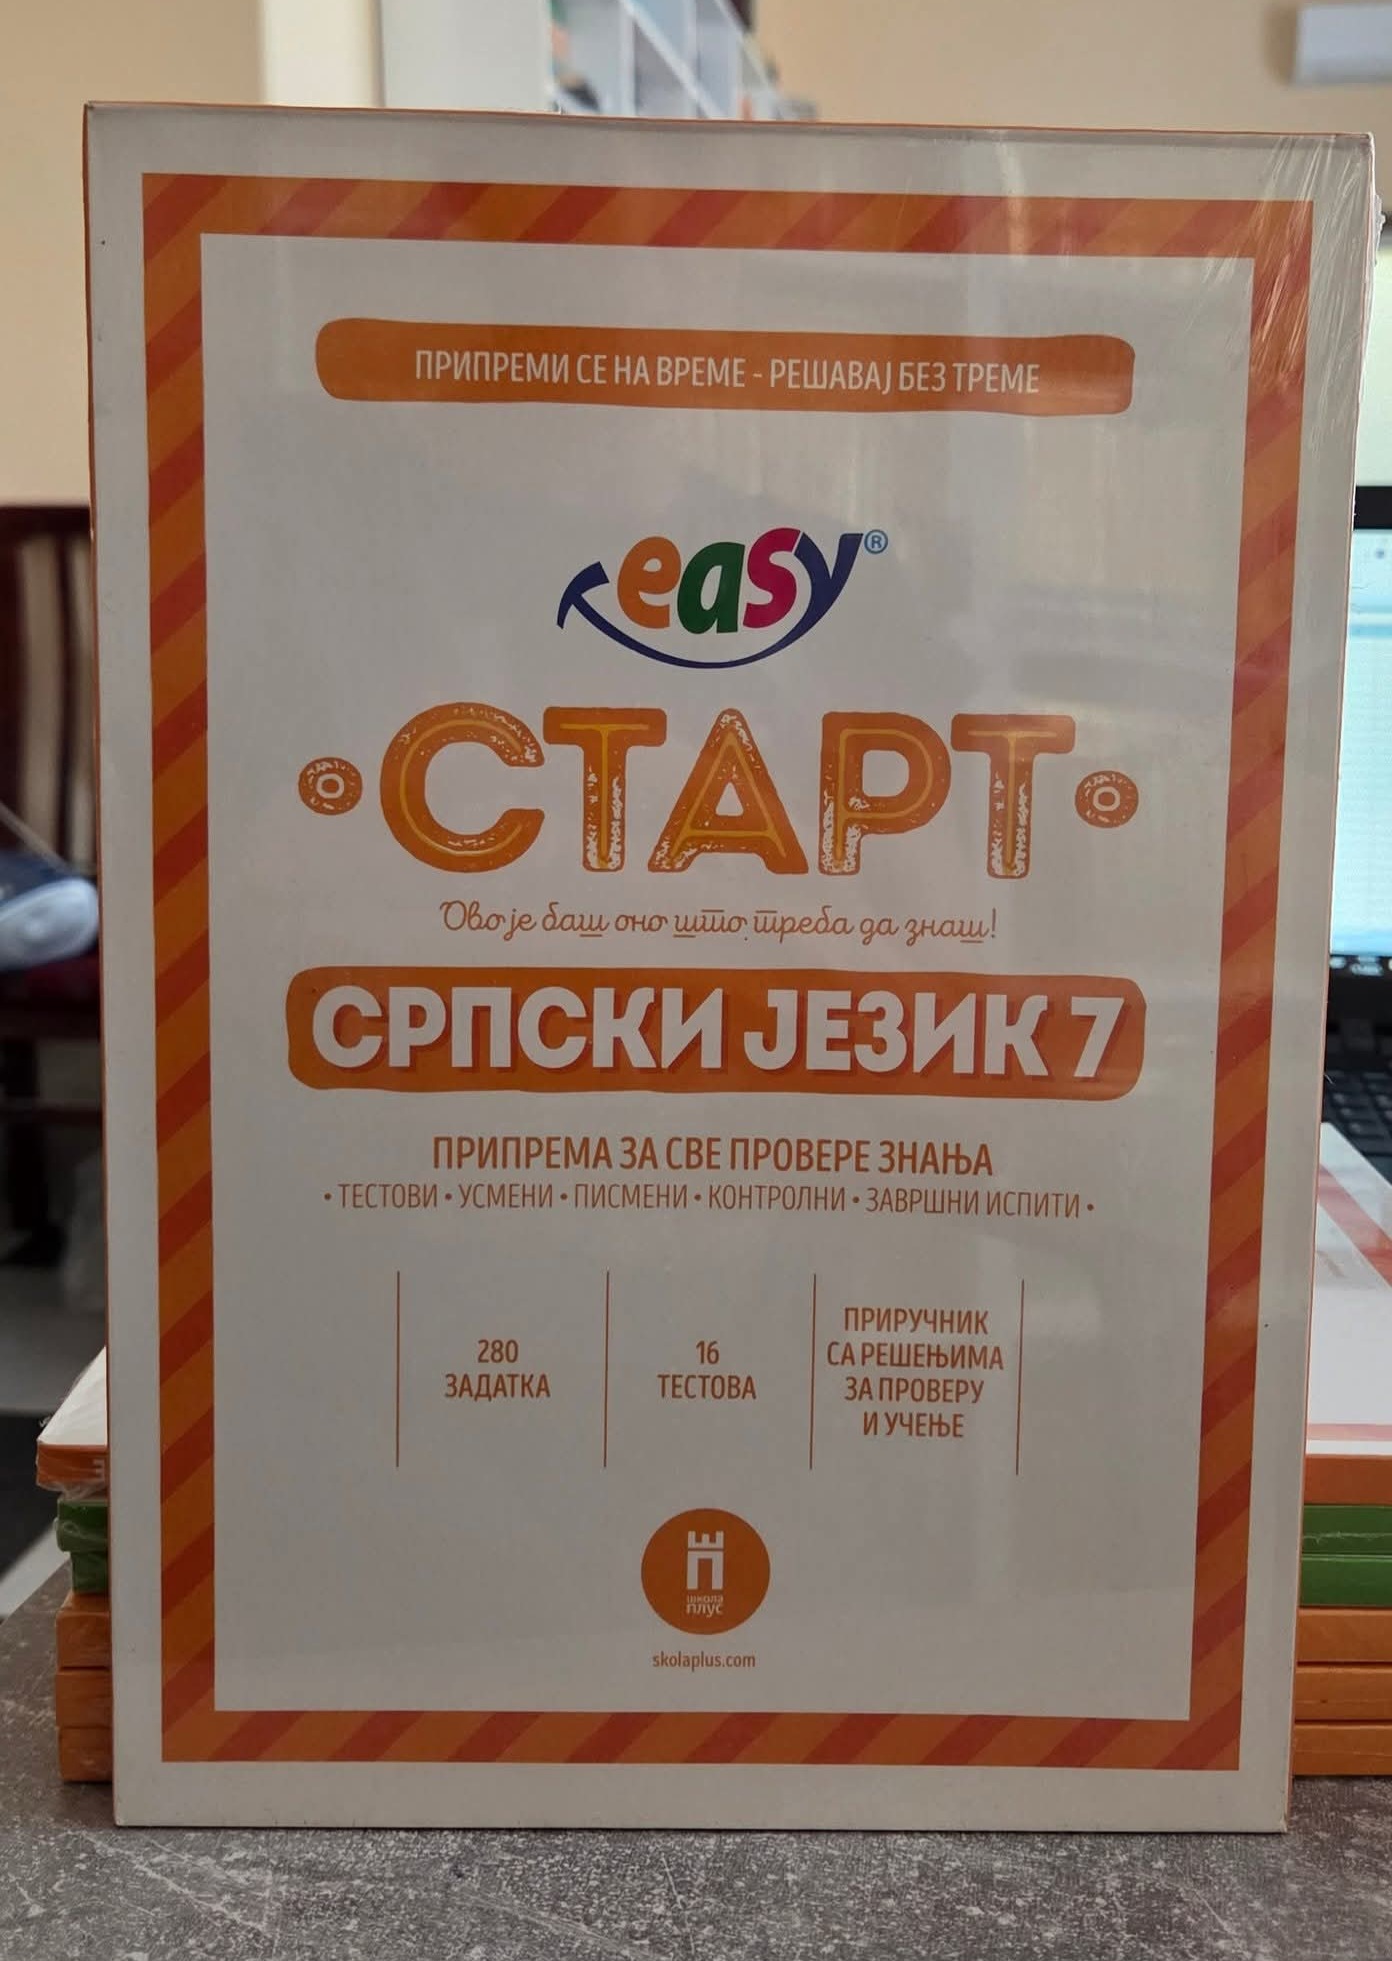 ПРИПРЕМИ СЕ НА ВРЕМЕ - РЕШАВАЈ БЕЗ ТРЕМЕ
easy®
СТАРТ
Ово је баш оно што треба да знаш!
СРПСКИ ЈЕЗИК 7
ПРИПРЕМА ЗА СВЕ ПРОВЕРЕ ЗНАЊА
• ТЕСТОВИ • УСМЕНИ • ПИСМЕНИ • КОНТРОЛНИ • ЗАВРШНИ ИСПИТИ •
280
ЗАДАТКА
16
ТЕСТОВА
ПРИРУЧНИК
СА РЕШЕЊИМА
ЗА ПРОВЕРУ
И УЧЕЊЕ
ШП
школа
плус
skolaplus.com